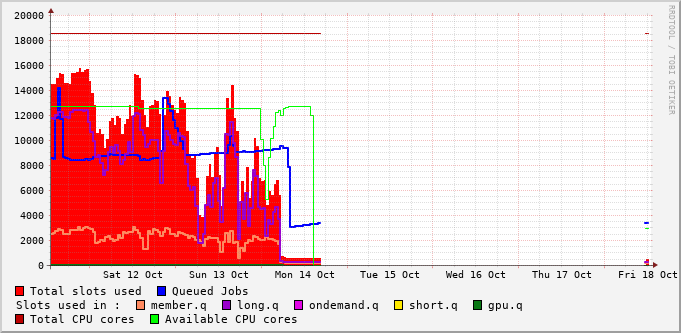 20000
18000
16000
14000
12000
10000
8000
6000
4000
2000
0
Sat 12 Oct Sun 13 Oct Mon 14 Oct Tue 15 Oct Wed 16 Oct Thu 17 Oct Fri 18 Oct
RRDTOOL / TOBI OETIKER
Total slots used Queued Jobs
Slots used in : member.q long.q ondemand.q short.q gpu.q
Total CPU cores Available CPU cores